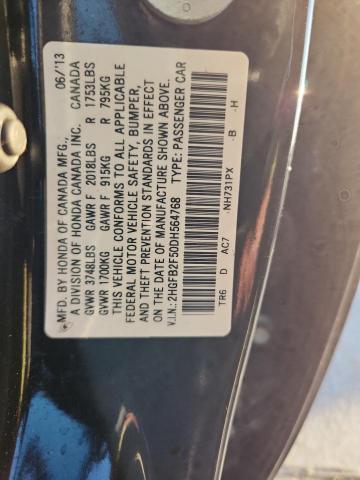 MFD. BY HONDA OF CANADA MFG., 06/'13
A DIVISION OF HONDA CANADA INC. CANADA
GVWR 3748LBS GAWR F 2018LBS R 1753LBS
GVWR 1700KG GAWR F 915KG R 795KG
THIS VEHICLE CONFORMS TO ALL APPLICABLE
FEDERAL MOTOR VEHICLE SAFETY, BUMPER,
AND THEFT PREVENTION STANDARDS IN EFFECT
ON THE DATE OF MANUFACTURE SHOWN ABOVE.
V.I.N.: 2HGFB2F50DH564768 TYPE: PASSENGER CAR
TR6 D AC7 NH731PX B H